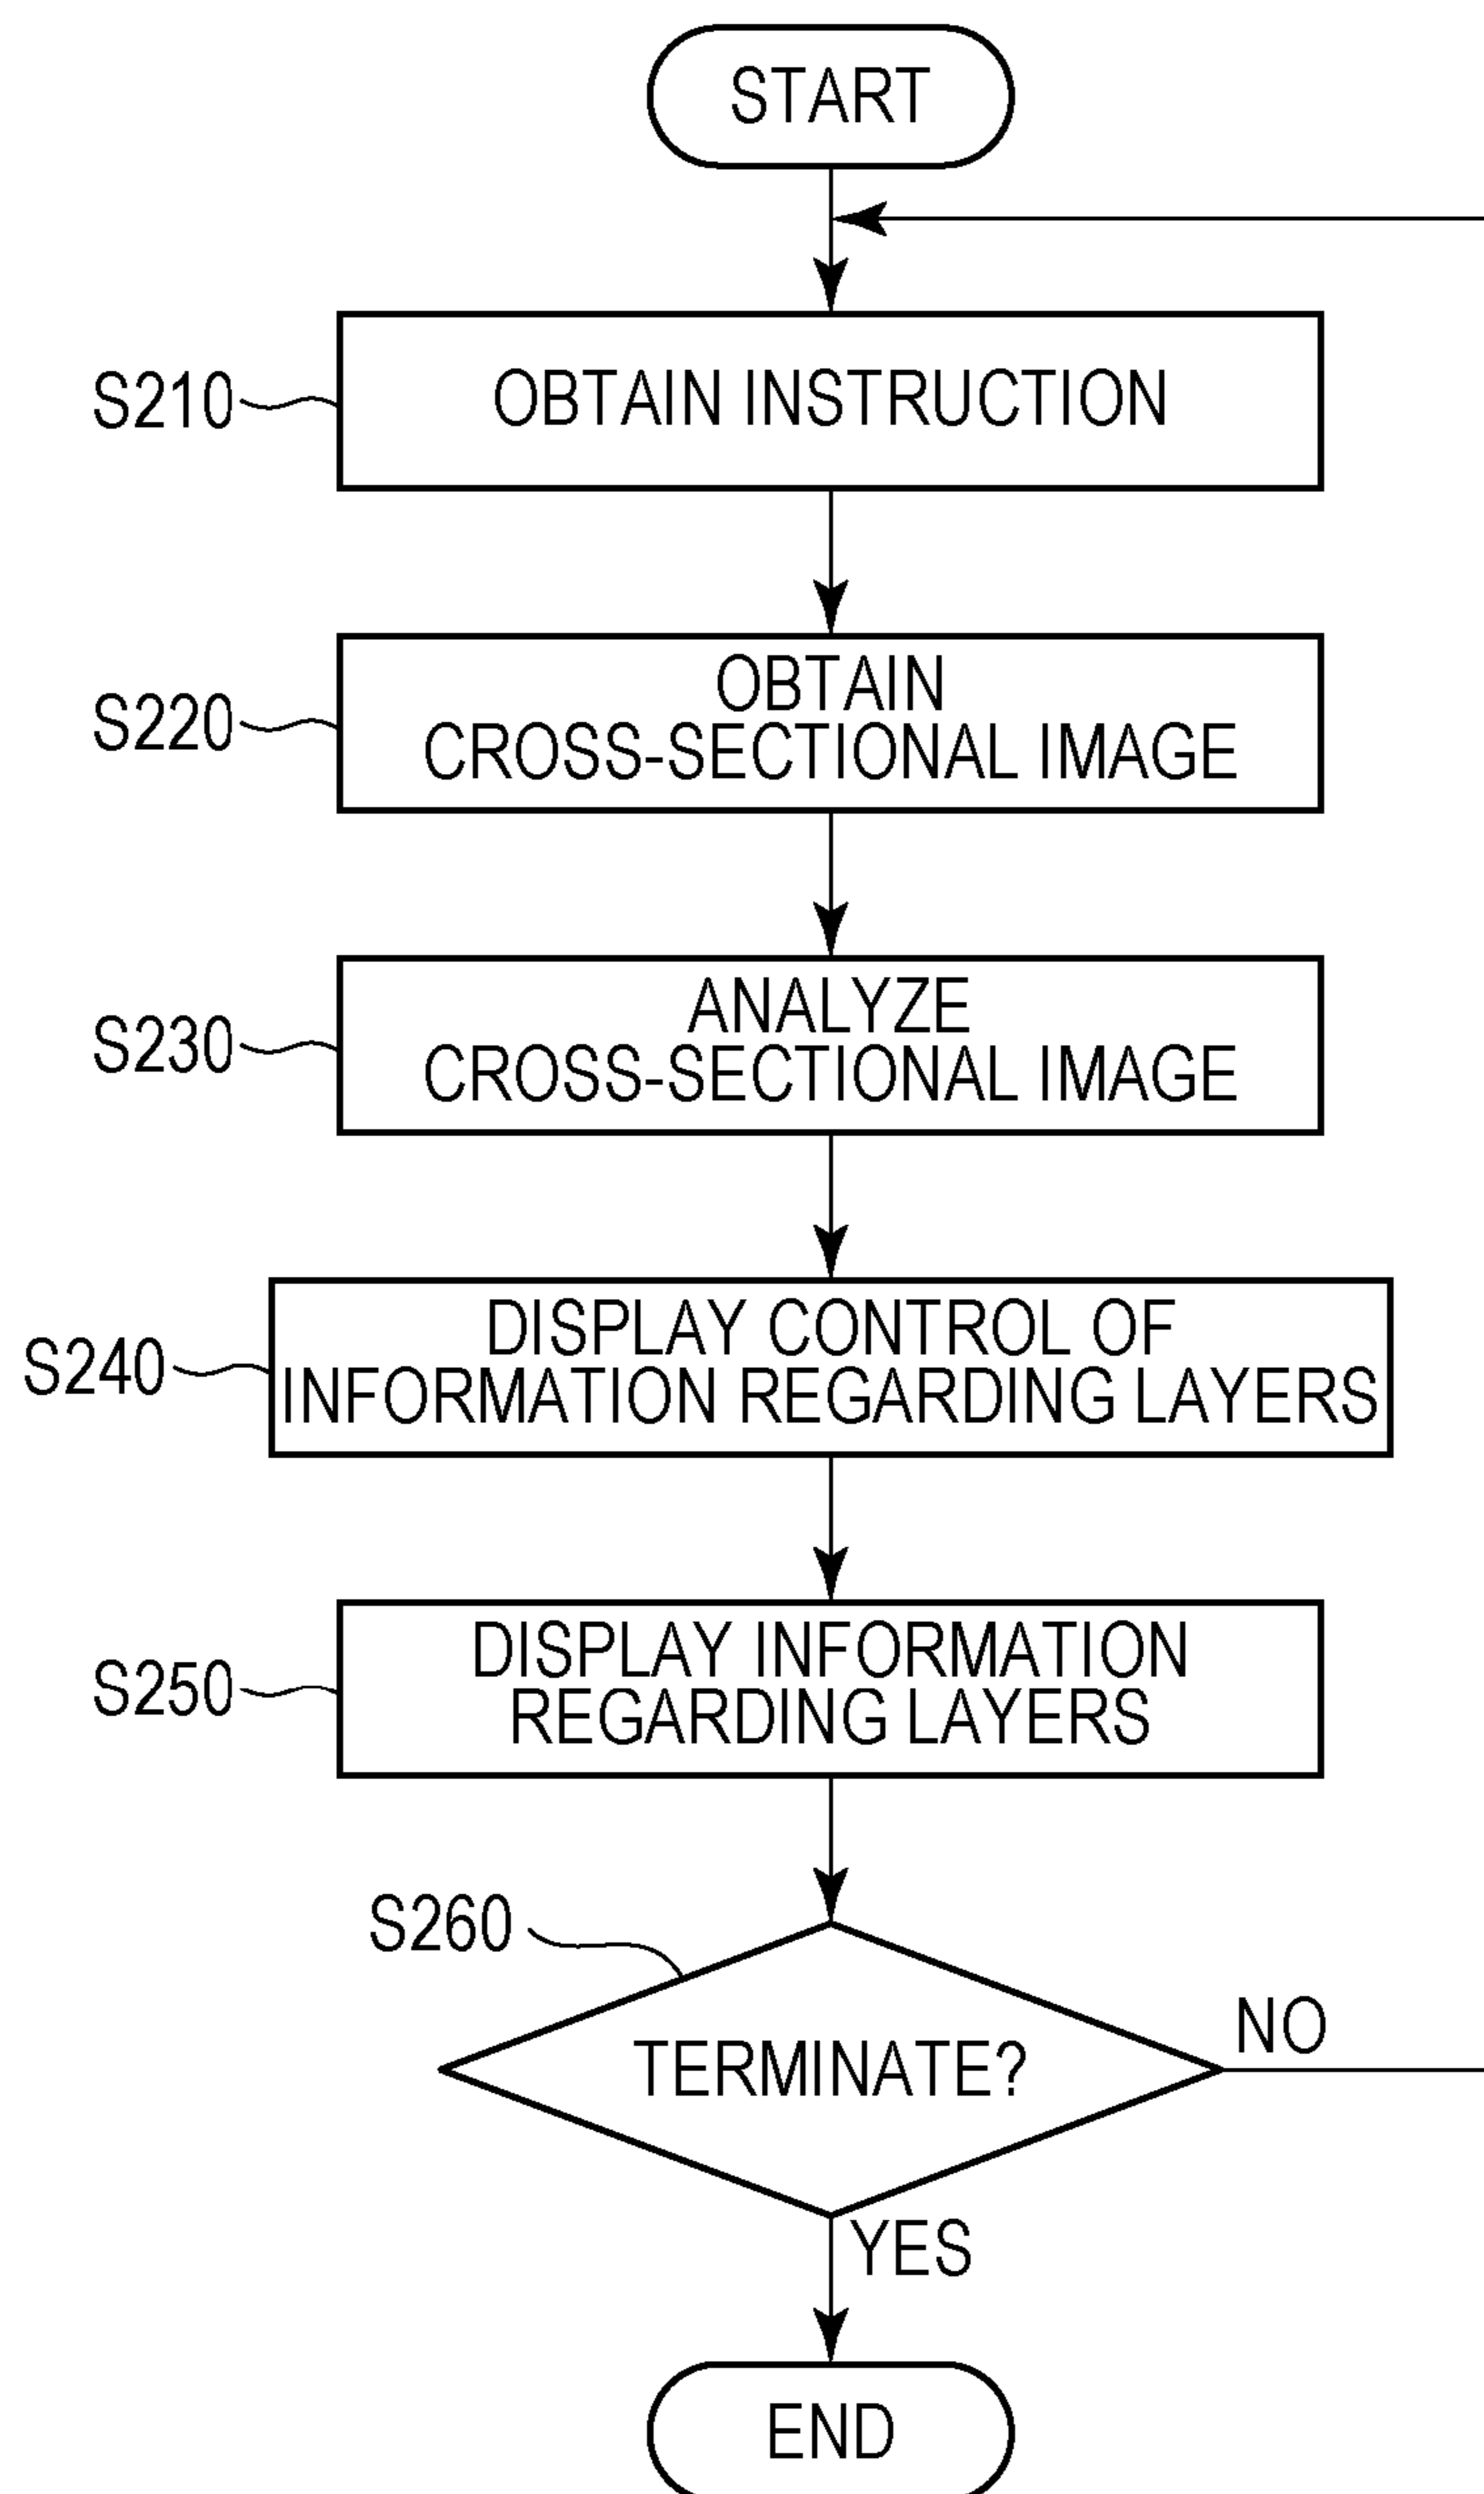 START
S210
OBTAIN INSTRUCTION
S220
OBTAIN
CROSS-SECTIONAL IMAGE
S230
ANALYZE
CROSS-SECTIONAL IMAGE
S240
DISPLAY CONTROL OF
INFORMATION REGARDING LAYERS
S250
DISPLAY INFORMATION
REGARDING LAYERS
S260
TERMINATE?
NO
YES
END